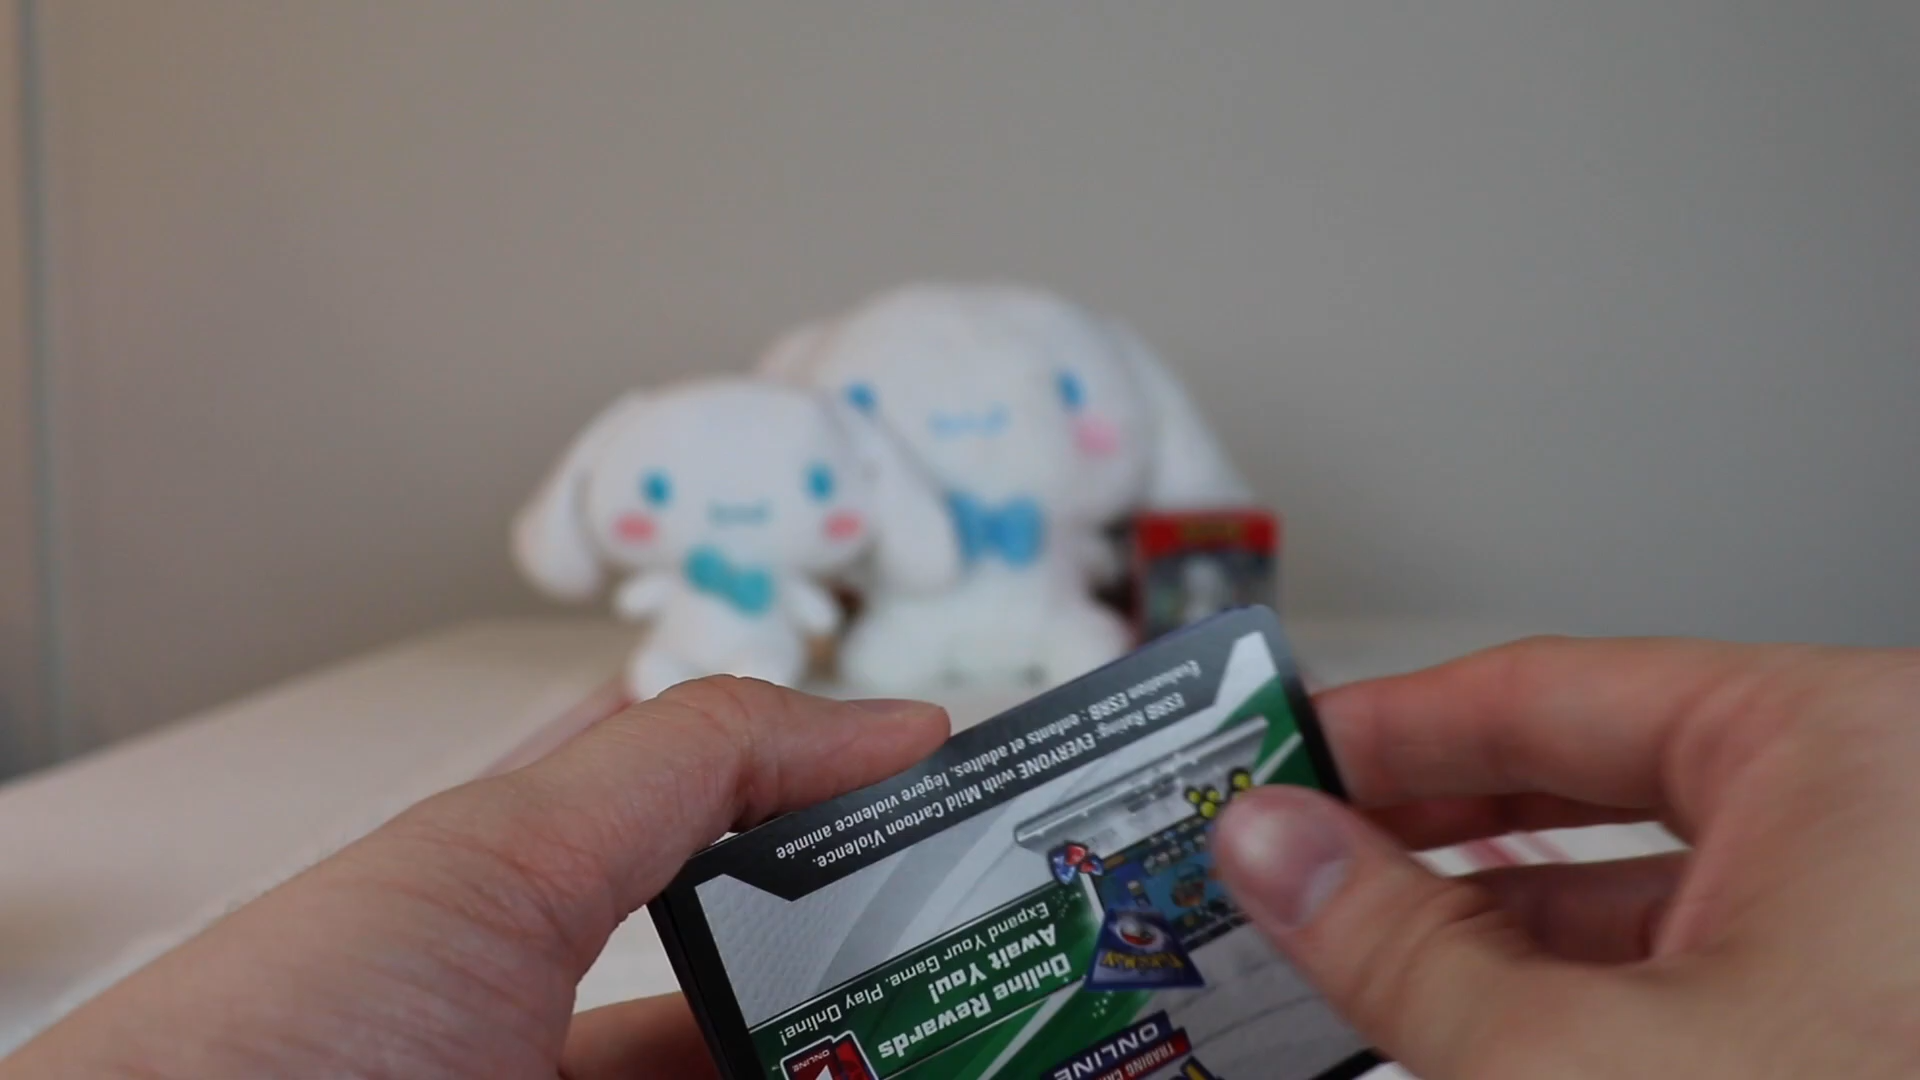 ESRB Rating: EVERYONE with Mild Cartoon Violence.
Évaluation ESRB : enfants et adultes, légère violence animée
Online Rewards
Await You!
Expand Your Game. Play Online!
ONLINE
ONLINE